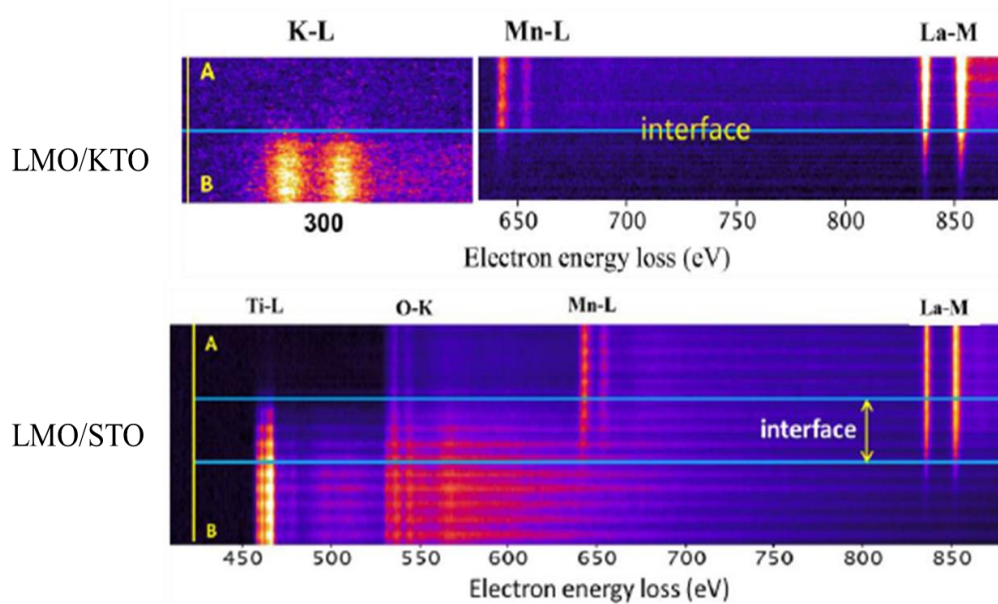 K-L Mn-L La-M
A
LMO/KTO
interface
B
300 650 700 750 800 850
Electron energy loss (eV)
Ti-L O-K Mn-L La-M
A
LMO/STO
interface
B
450 500 550 600 650 700 750 800 850
Electron energy loss (eV)